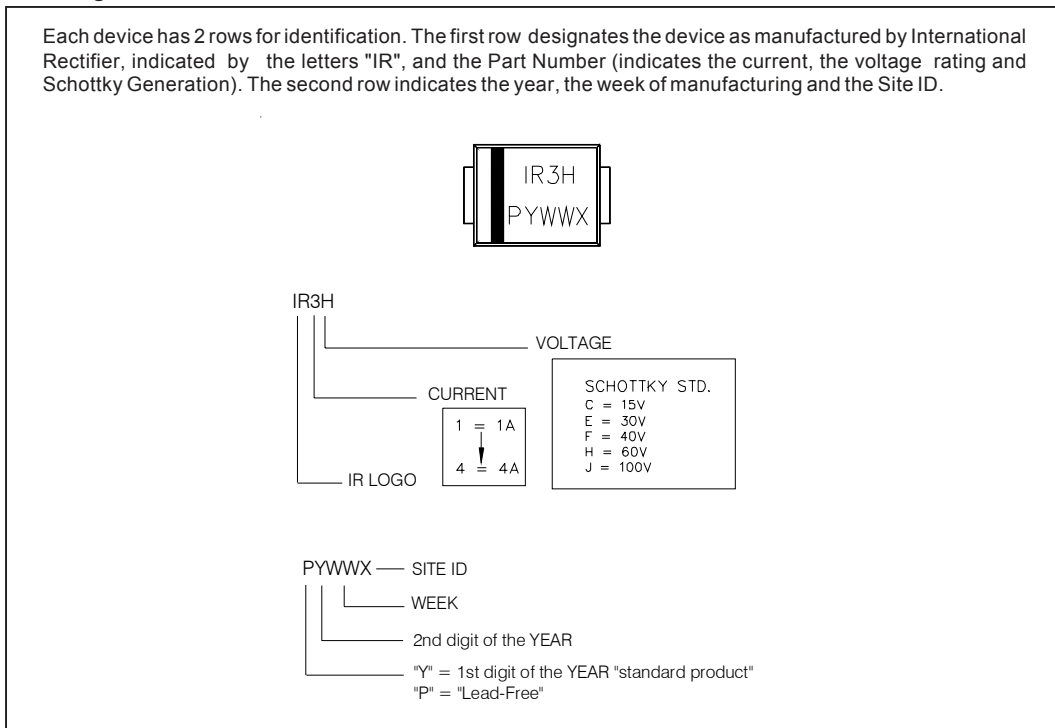 Each device has 2 rows for identification. The first row designates the device as manufactured by International
Rectifier, indicated by the letters "IR", and the Part Number (indicates the current, the voltage rating and
Schottky Generation). The second row indicates the year, the week of manufacturing and the Site ID.
IR3H
PYWWX
IR3H
VOLTAGE
SCHOTTKY STD.
C = 15V
E = 30V
F = 40V
H = 60V
J = 100V
CURRENT
1 = 1A
4 = 4A
IR LOGO
PYWWX
SITE ID
WEEK
2nd digit of the YEAR
"Y" = 1st digit of the YEAR "standard product"
"P" = "Lead-Free"